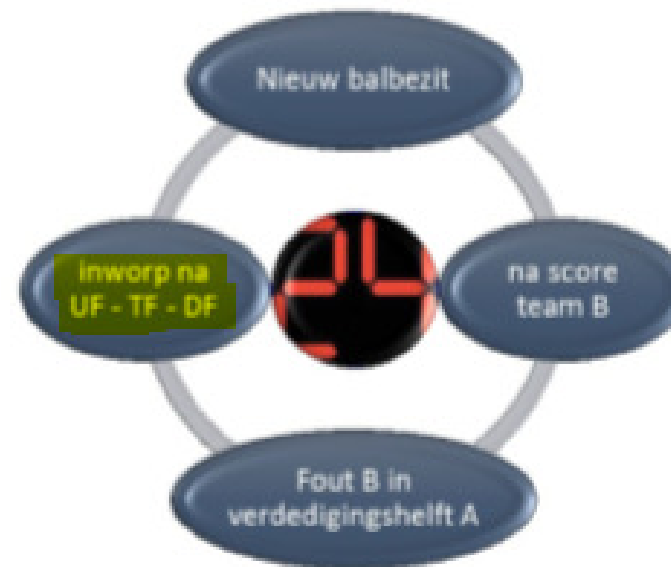 Nieuw balbezit
inworp na
UF - TF - DF
na score
team B
Fout B in
verdedigingshelft A